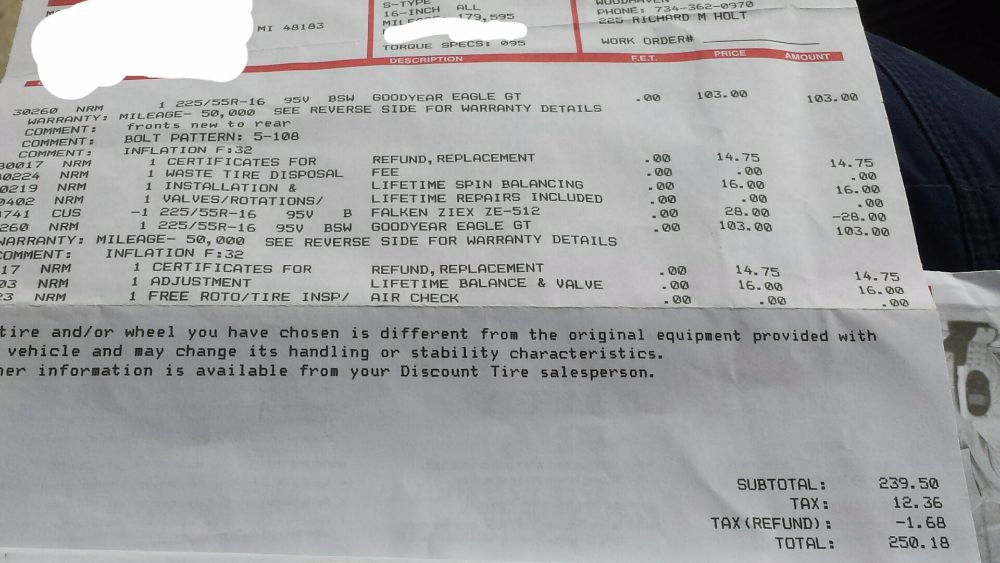 S-TYPE
16-INCH ALL
179,595
TORQUE SPECS: 095
MI 48183
PHONE: 734-362-0970
225 RICHARD M HOLT
WORK ORDER#
DESCRIPTION F.E.T. PRICE AMOUNT
30260 NRM 1 225/55R-16 95V BSW GOODYEAR EAGLE GT .00 103.00 103.00
WARRANTY: MILEAGE- 50,000 SEE REVERSE SIDE FOR WARRANTY DETAILS
COMMENT: fronts new to rear
COMMENT: BOLT PATTERN: 5-108
COMMENT: INFLATION F:32
80017 NRM 1 CERTIFICATES FOR REFUND, REPLACEMENT .00 14.75 14.75
80224 NRM 1 WASTE TIRE DISPOSAL FEE .00 .00 .00
0219 NRM 1 INSTALLATION & LIFETIME SPIN BALANCING .00 16.00 16.00
0402 NRM 1 VALVES/ROTATIONS/ LIFETIME REPAIRS INCLUDED .00 .00 .00
741 CUS -1 225/55R-16 95V B FALKEN ZIEX ZE-512 .00 28.00 -28.00
260 NRM 1 225/55R-16 95V BSW GOODYEAR EAGLE GT .00 103.00 103.00
WARRANTY: MILEAGE- 50,000 SEE REVERSE SIDE FOR WARRANTY DETAILS
COMMENT: INFLATION F:32
17 NRM 1 CERTIFICATES FOR REFUND, REPLACEMENT .00 14.75 14.75
03 NRM 1 ADJUSTMENT LIFETIME BALANCE & VALVE .00 16.00 16.00
23 NRM 1 FREE ROTO/TIRE INSP/ AIR CHECK .00 .00 .00
tire and/or wheel you have chosen is different from the original equipment provided with
vehicle and may change its handling or stability characteristics.
her information is available from your Discount Tire salesperson.
SUBTOTAL: 239.50
TAX: 12.36
TAX(REFUND): -1.68
TOTAL: 250.18